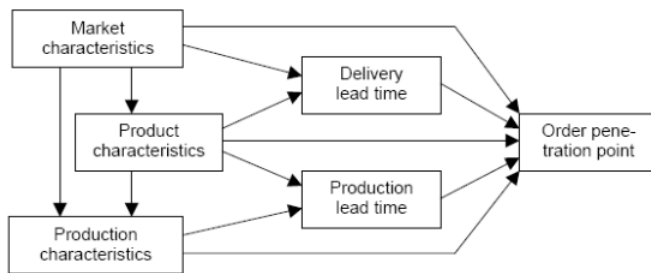 Market
characteristics
Delivery
lead time
Product
characteristics
Order pene-
tration point
Production
lead time
Production
characteristics